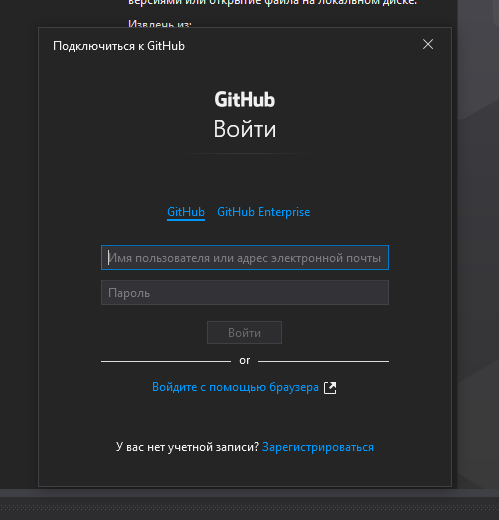 версиями или открытие файла на локальном диске.
Извлечь из:
Подключиться к GitHub
GitHub
Войти
GitHub GitHub Enterprise
Имя пользователя или адрес электронной почты
Пароль
Войти
or
Войдите с помощью браузера
У вас нет учетной записи? Зарегистрироваться